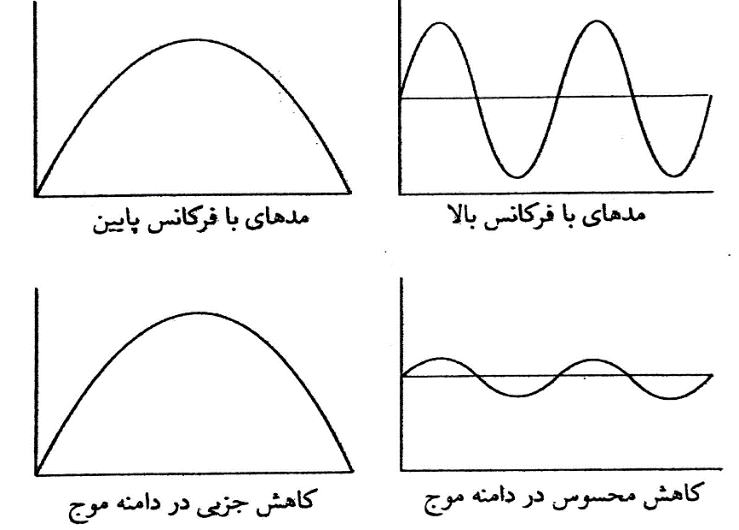 مدهای با فرکانس بالا
مدهای با فرکانس پایین
کاهش محسوس در دامنه موج
کاهش جزیی در دامنه موج